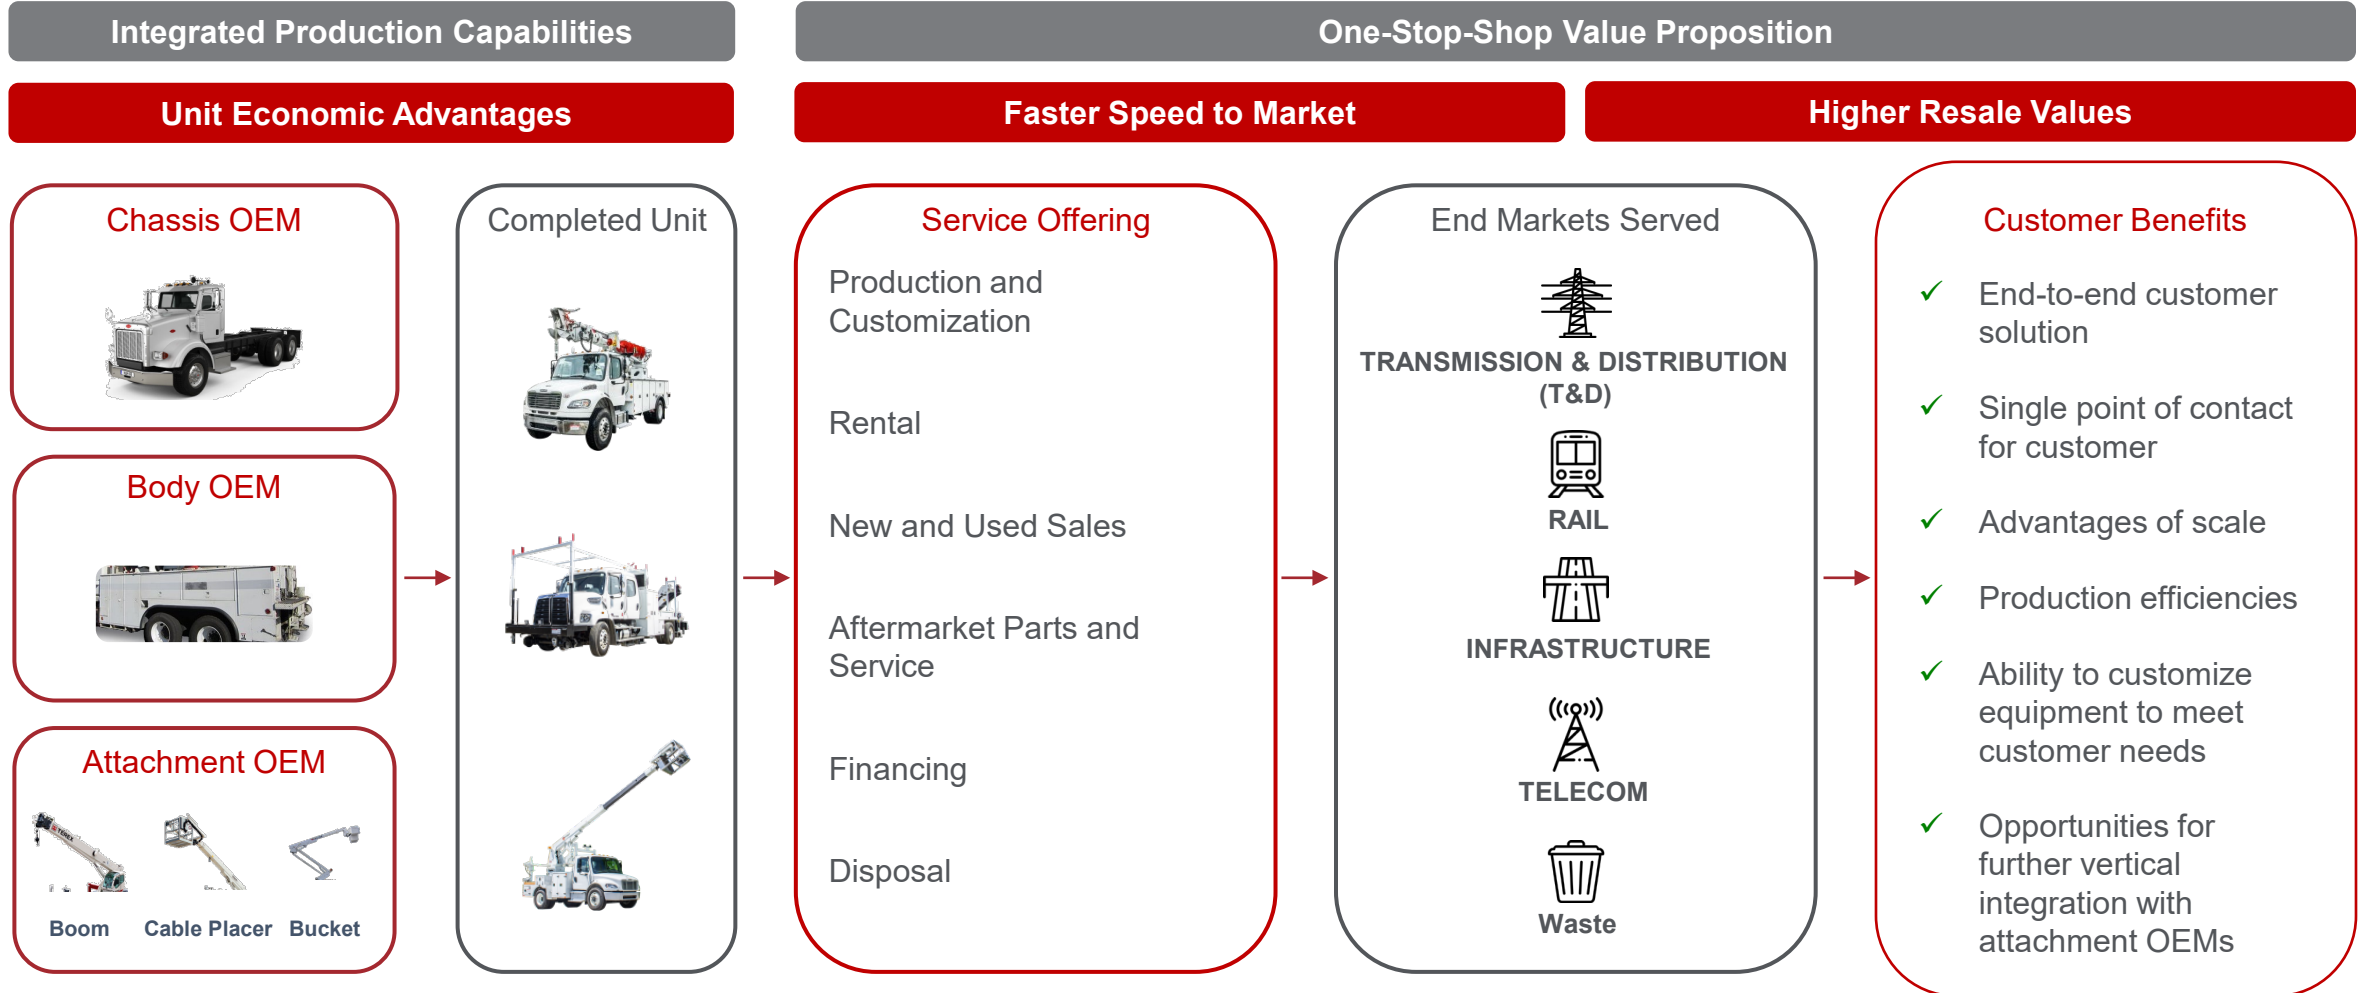 Integrated Production Capabilities
One-Stop-Shop Value Proposition
Unit Economic Advantages
Faster Speed to Market
Higher Resale Values
Chassis OEM
Body OEM
Attachment OEM
TEREX
Boom
Cable Placer
Bucket
Completed Unit
Service Offering
Production and
Customization
Rental
New and Used Sales
Aftermarket Parts and
Service
Financing
Disposal
End Markets Served
TRANSMISSION & DISTRIBUTION
(T&D)
RAIL
INFRASTRUCTURE
TELECOM
Waste
Customer Benefits
✓ End-to-end customer
solution
✓ Single point of contact
for customer
✓ Advantages of scale
✓ Production efficiencies
✓ Ability to customize
equipment to meet
customer needs
✓ Opportunities for
further vertical
integration with
attachment OEMs